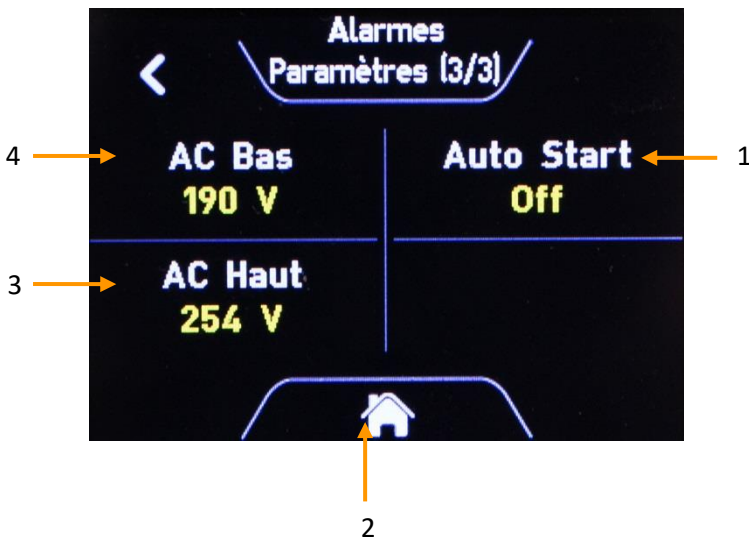 Alarmes
Paramètres (3/3)
4
AC Bas
190 V
Auto Start
Off
1
3
AC Haut
254 V
2